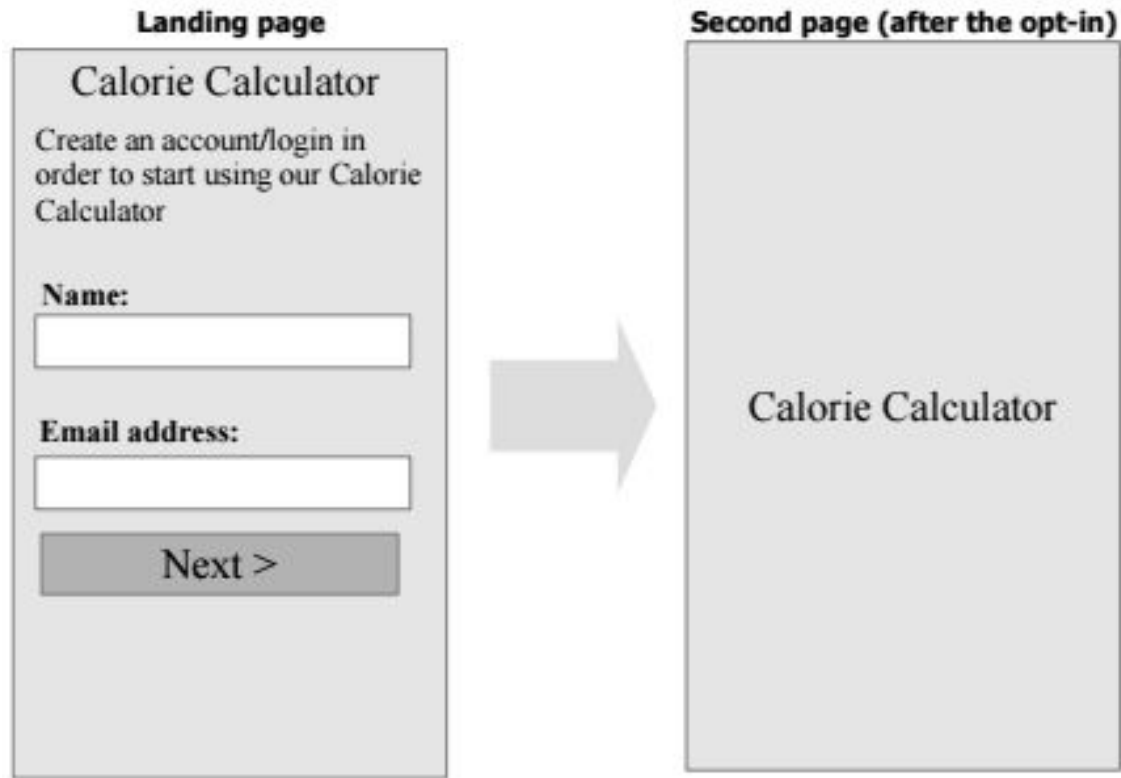 Landing page
Calorie Calculator
Create an account/login in
order to start using our Calorie
Calculator
Name:
Email address:
Next >
Second page (after the opt-in)
Calorie Calculator